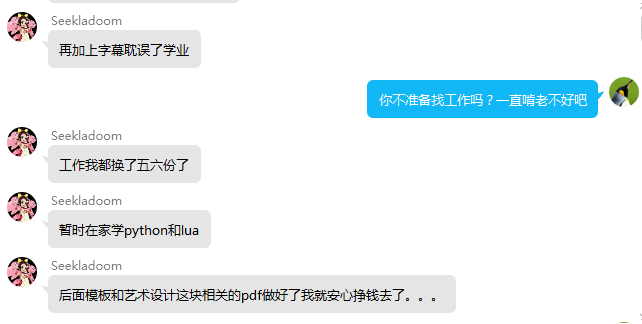 Seekladoom
再加上字幕耽误了学业
你不准备找工作吗？一直啃老不好吧
Seekladoom
工作我都换了五六份了
Seekladoom
暂时在家学python和lua
Seekladoom
后面模板和艺术设计这块相关的pdf做好了我就安心挣钱去了。。。